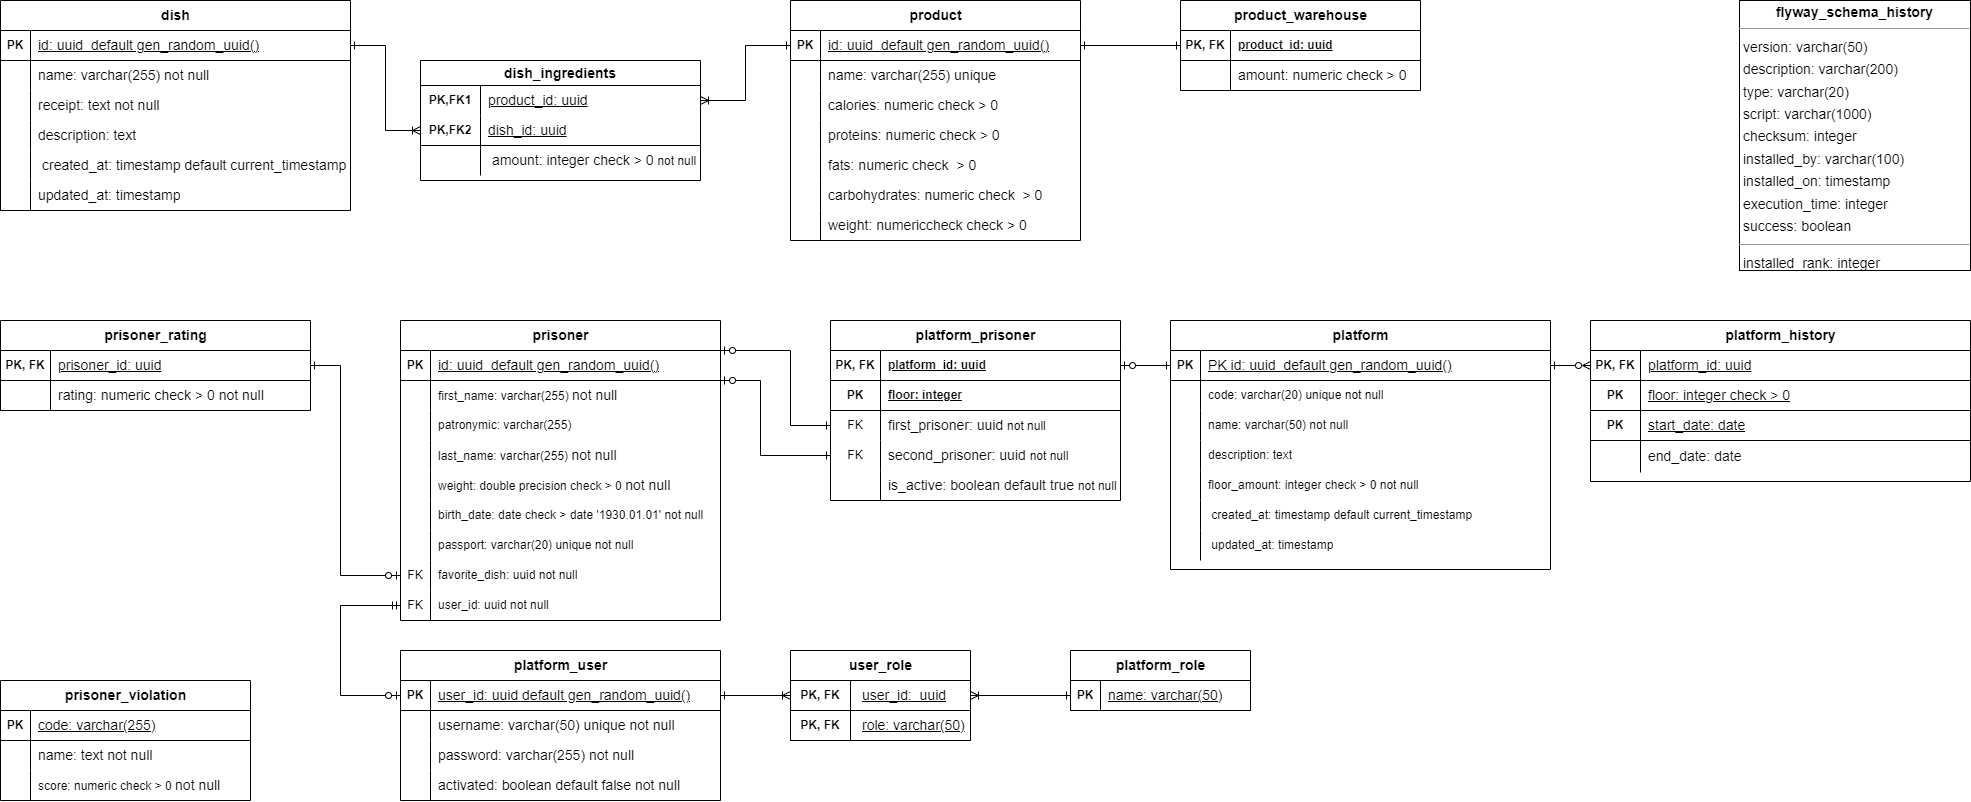 dish
PK id: uuid default gen_random_uuid()
name: varchar(255) not null
receipt: text not null
description: text
created_at: timestamp default current_timestamp
updated_at: timestamp
dish_ingredients
PK,FK1 product_id: uuid
PK,FK2 dish_id: uuid
amount: integer check > 0 not null
product
PK id: uuid default gen_random_uuid()
name: varchar(255) unique
calories: numeric check > 0
proteins: numeric check > 0
fats: numeric check > 0
carbohydrates: numeric check > 0
weight: numericcheck check > 0
product_warehouse
PK, FK product_id: uuid
amount: numeric check > 0
flyway_schema_history
version: varchar(50)
description: varchar(200)
type: varchar(20)
script: varchar(1000)
checksum: integer
installed_by: varchar(100)
installed_on: timestamp
execution_time: integer
success: boolean
installed_rank: integer
prisoner_rating
PK, FK prisoner_id: uuid
rating: numeric check > 0 not null
prisoner
PK id: uuid default gen_random_uuid()
first_name: varchar(255) not null
patronymic: varchar(255)
last_name: varchar(255) not null
weight: double precision check > 0 not null
birth_date: date check > date '1930.01.01' not null
passport: varchar(20) unique not null
FK favorite_dish: uuid not null
FK user_id: uuid not null
platform_prisoner
PK, FK platform_id: uuid
PK floor: integer
FK first_prisoner: uuid not null
FK second_prisoner: uuid not null
is_active: boolean default true not null
platform
PK PK id: uuid default gen_random_uuid()
code: varchar(20) unique not null
name: varchar(50) not null
description: text
floor_amount: integer check > 0 not null
created_at: timestamp default current_timestamp
updated_at: timestamp
platform_history
PK, FK platform_id: uuid
PK floor: integer check > 0
PK start_date: date
end_date: date
prisoner_violation
PK code: varchar(255)
name: text not null
score: numeric check > 0 not null
platform_user
PK user_id: uuid default gen_random_uuid()
username: varchar(50) unique not null
password: varchar(255) not null
activated: boolean default false not null
user_role
PK, FK user_id: uuid
PK, FK role: varchar(50)
platform_role
PK name: varchar(50)